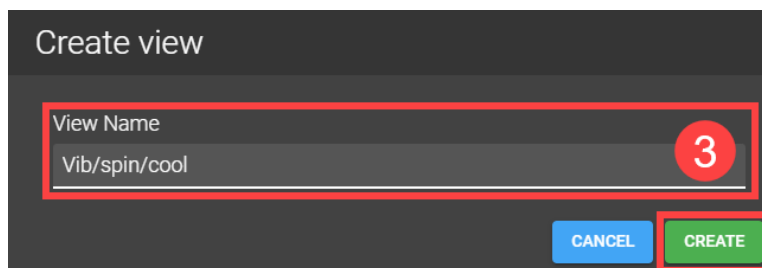 Create view
View Name
Vib/spin/cool
3
CANCEL CREATE